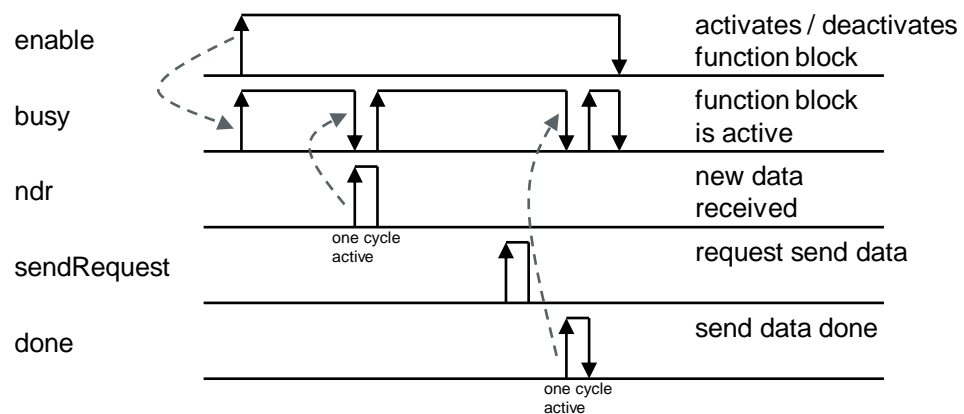 enable
activates / deactivates
function block
busy
function block
is active
ndr
new data
received
one cycle
active
sendRequest
request send data
done
send data done
one cycle
active